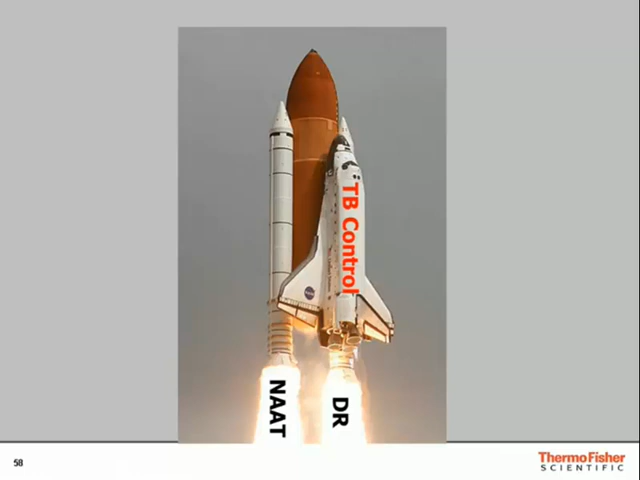 TB Control
NAAT
DR
58
ThermoFisher
SCIENTIFIC